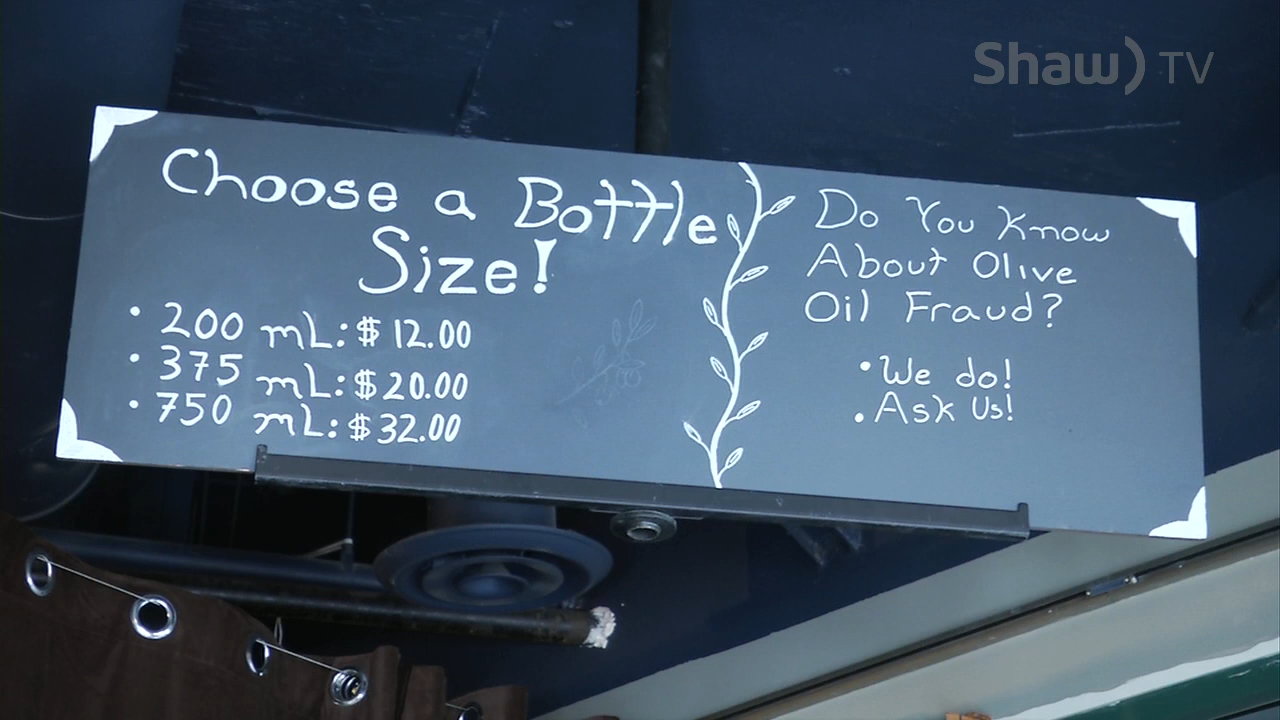 Shaw) TV
Choose a Bottle
Size!
• 200 mL: $12.00
• 375 mL: $20.00
• 750 mL: $32.00
Do You Know
About Olive
Oil Fraud?
• We do!
• Ask Us!